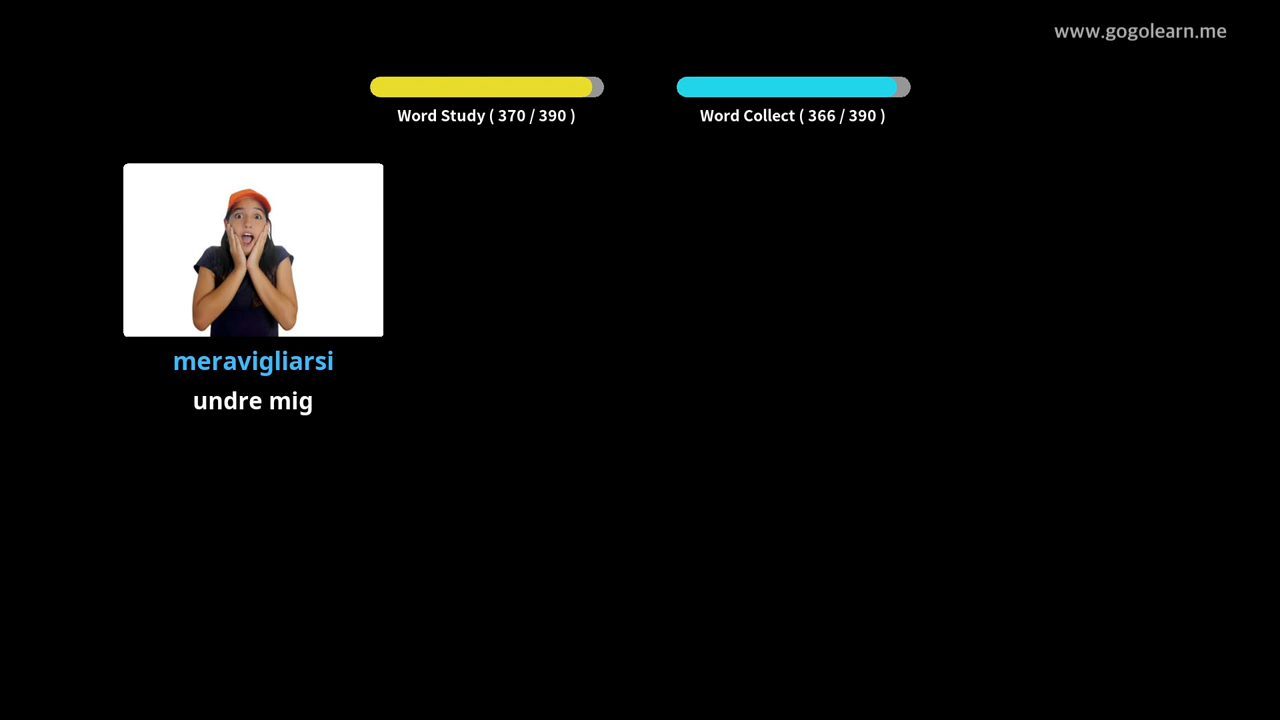 www.gogolearn.me
Word Study ( 370 / 390 )
Word Collect ( 366 / 390 )
meravigliarsi
undre mig